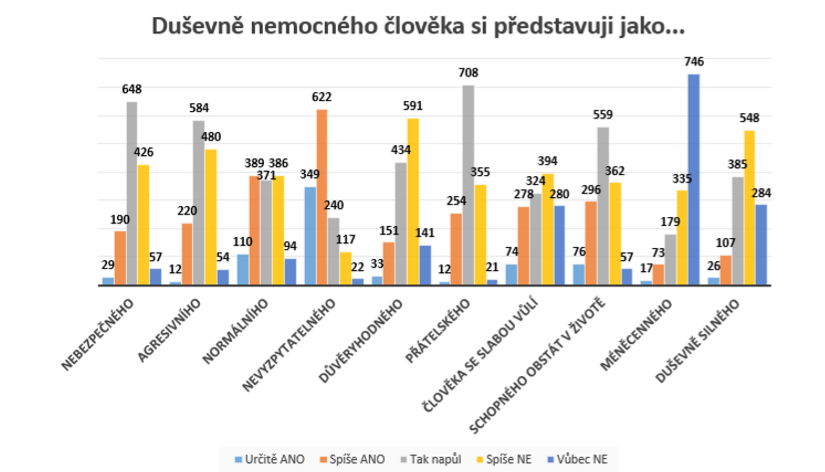 Duševně nemocného člověka si představuji jako...
29 190 648 426 57
12 220 584 480 54
110 389 371 386 94
349 622 240 117 22
33 151 434 591 141
12 254 708 355 21
74 278 324 394 280
76 296 559 362 57
17 73 179 335 746
26 107 385 548 284
NEBEZPEČNÉHO
AGRESIVNÍHO
NORMÁLNÍHO
NEVYZPYTATELNÉHO
DŮVĚRYHODNÉHO
PŘÁTELSKÉHO
ČLOVĚKA SE SLABOU VŮLÍ
SCHOPNÉHO OBSTÁT V ŽIVOTĚ
MÉNĚCENNÉHO
DUŠEVNĚ SILNÉHO
Určitě ANO Spíše ANO Tak napůl Spíše NE Vůbec NE